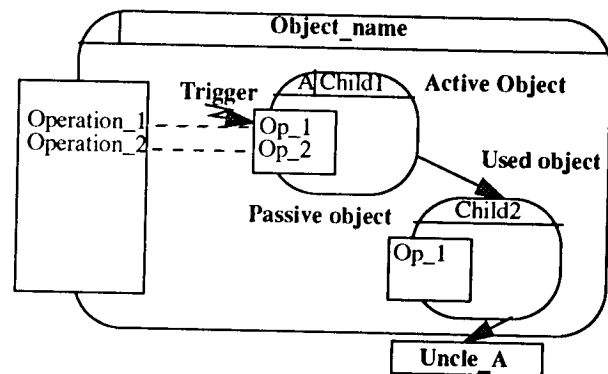 Object_name
Trigger
A Child1
Active Object
Operation_1
Operation_2
Op_1
Op_2
Used object
Passive object
Child2
Op_1
Uncle_A